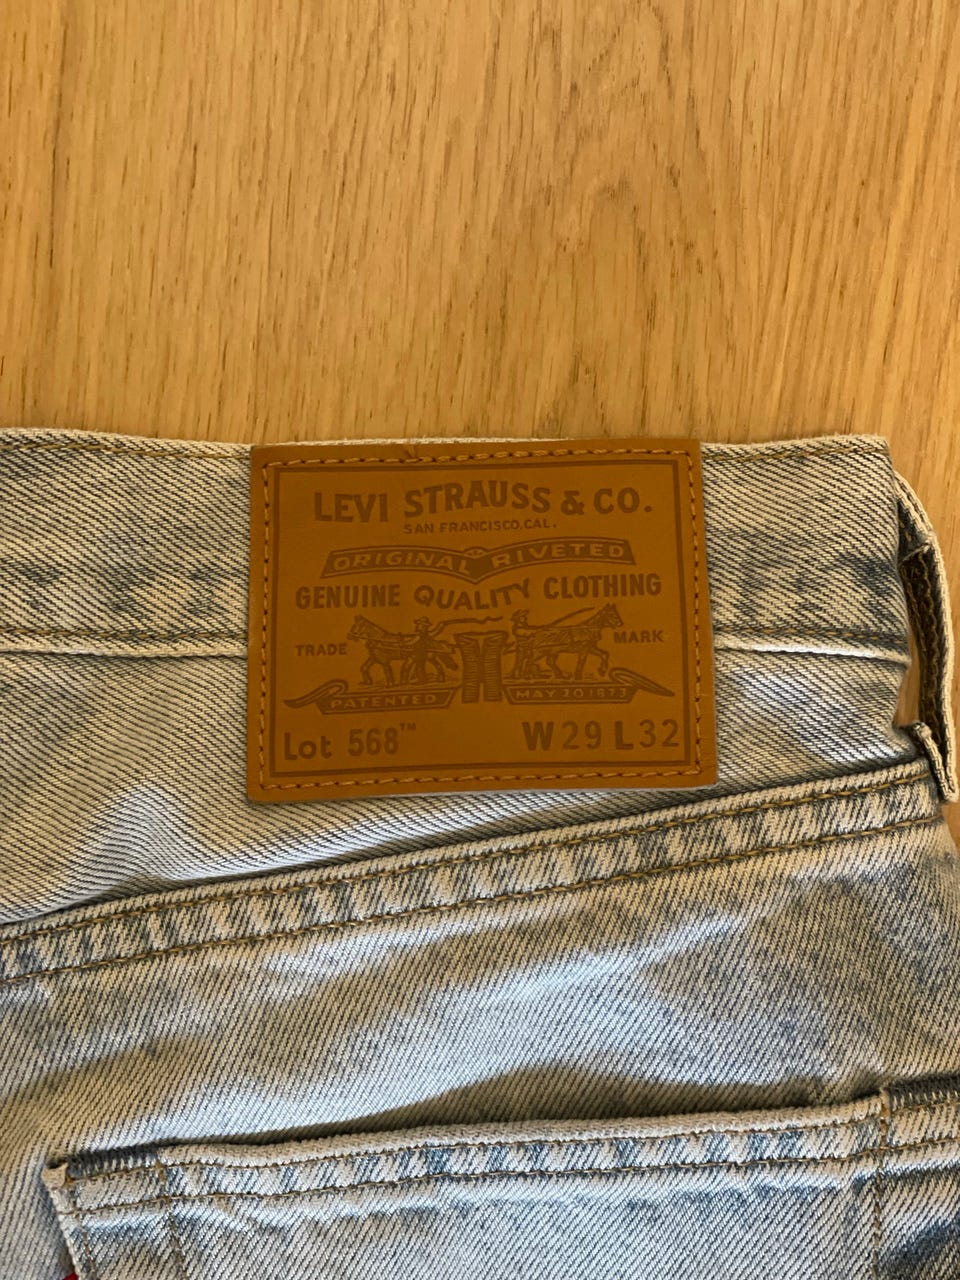 LEVI STRAUSS & CO.
SAN FRANCISCO, CAL.
ORIGINAL RIVETED
GENUINE QUALITY CLOTHING
TRADE MARK
PATENTED MAY 20 1873
Lot 568™ W29 L32